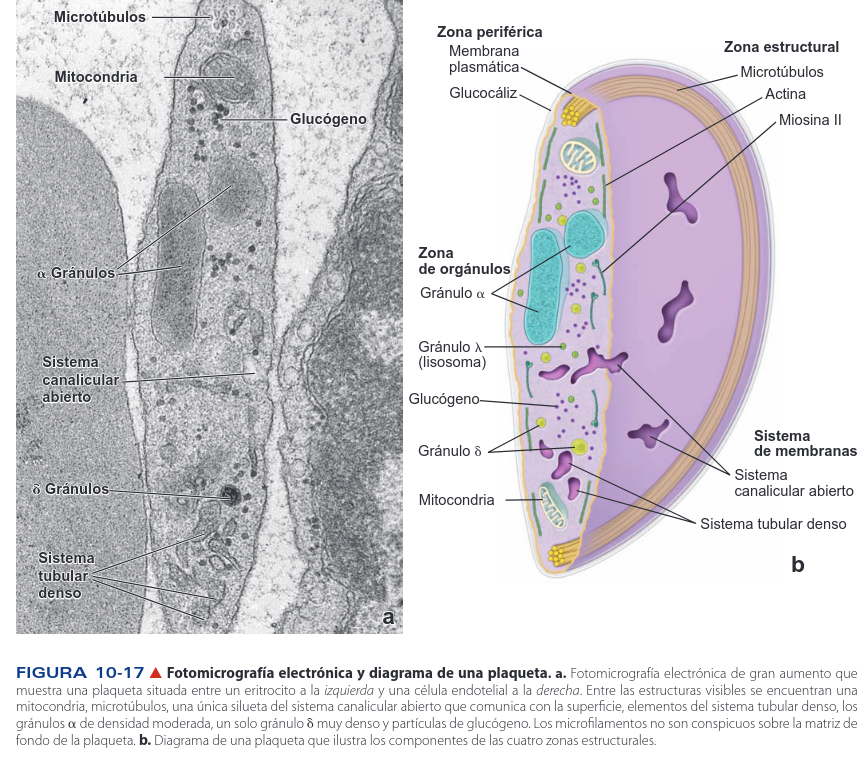 Microtúbulos
Mitocondria
Glucógeno
α Gránulos
Sistema
canalicular
abierto
δ Gránulos
Sistema
tubular
denso
a
Zona periférica
Membrana
plasmática
Glucocáliz
Zona estructural
Microtúbulos
Actina
Miosina II
Zona
de orgánulos
Gránulo α
Gránulo λ
(lisosoma)
Glucógeno
Gránulo δ
Mitocondria
Sistema
de membranas
Sistema
canalicular abierto
Sistema tubular denso
b
FIGURA 10-17 ▲ Fotomicrografía electrónica y diagrama de una plaqueta. a. Fotomicrografía electrónica de gran aumento que
muestra una plaqueta situada entre un eritrocito a la izquierda y una célula endotelial a la derecha. Entre las estructuras visibles se encuentran una
mitocondria, microtúbulos, una única silueta del sistema canalicular abierto que comunica con la superficie, elementos del sistema tubular denso, los
gránulos α de densidad moderada, un solo gránulo δ muy denso y partículas de glucógeno. Los microfilamentos no son conspicuos sobre la matriz de
fondo de la plaqueta. b. Diagrama de una plaqueta que ilustra los componentes de las cuatro zonas estructurales.